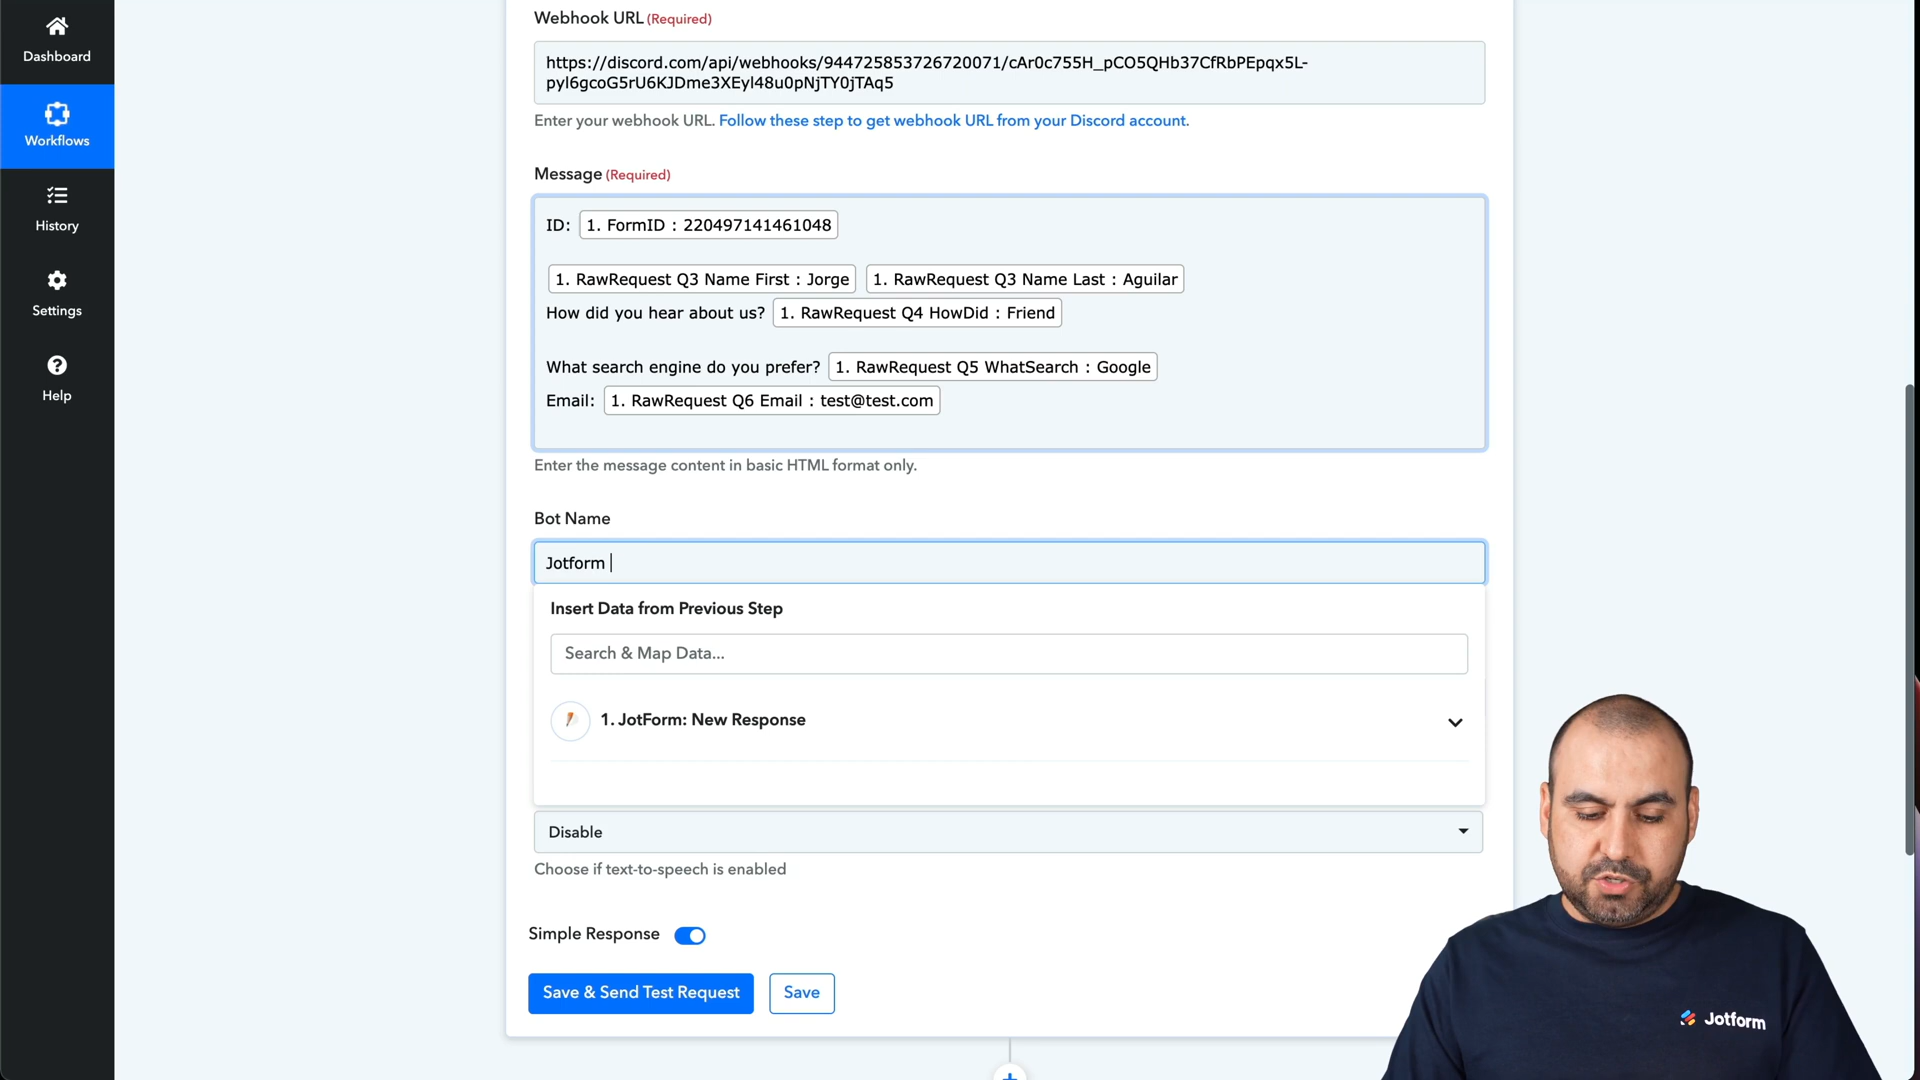 Dashboard
Workflows
History
Settings
Help
Webhook URL (Required)
https://discord.com/api/webhooks/944725853726720071/cAr0c755H_pCO5QHb37CfRbPEpqx5L-
pyl6gcoG5rU6KJDme3XEyl48u0pNjTY0jTAq5
Enter your webhook URL. Follow these step to get webhook URL from your Discord account.
Message (Required)
ID: 1. FormID : 220497141461048
1. RawRequest Q3 Name First : Jorge 1. RawRequest Q3 Name Last : Aguilar
How did you hear about us? 1. RawRequest Q4 HowDid : Friend
What search engine do you prefer? 1. RawRequest Q5 WhatSearch : Google
Email: 1. RawRequest Q6 Email : test@test.com
Enter the message content in basic HTML format only.
Bot Name
Jotform
Insert Data from Previous Step
Search & Map Data...
1. JotForm: New Response
Disable
Choose if text-to-speech is enabled
Simple Response
Save & Send Test Request Save
Jotform